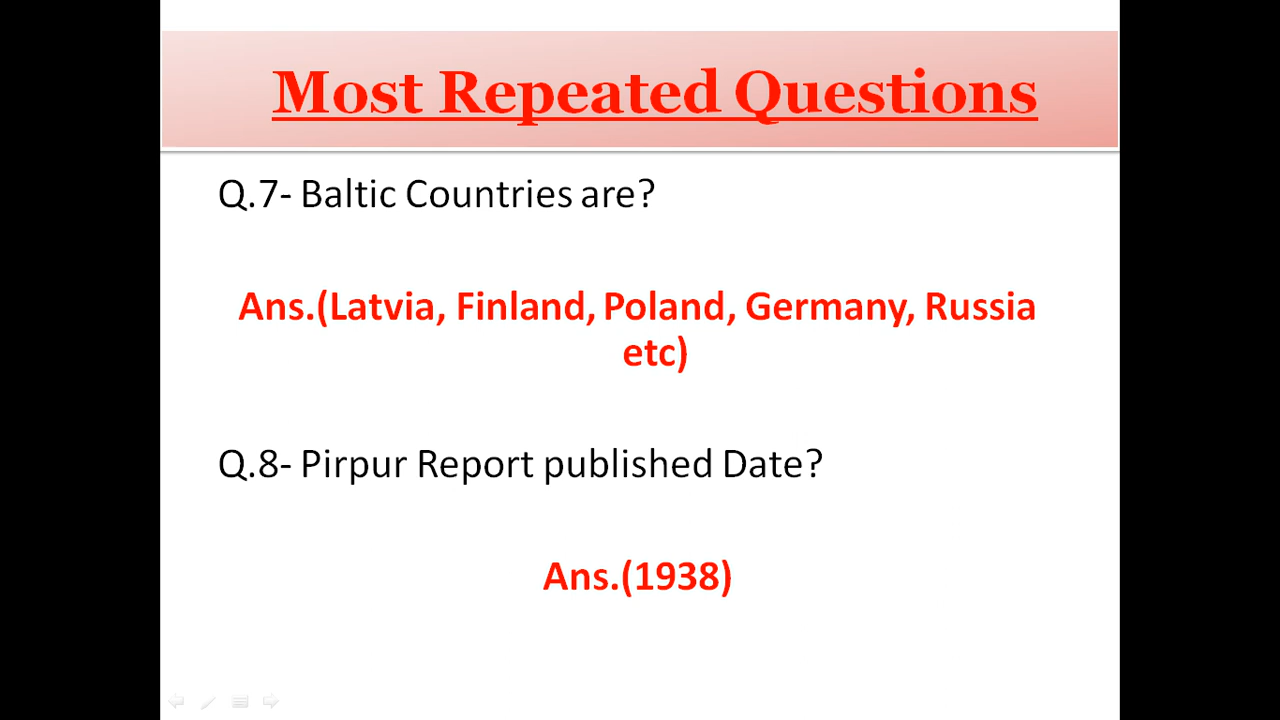 Most Repeated Questions
Q.7- Baltic Countries are?
Ans.(Latvia, Finland, Poland, Germany, Russia
etc)
Q.8- Pirpur Report published Date?
Ans.(1938)